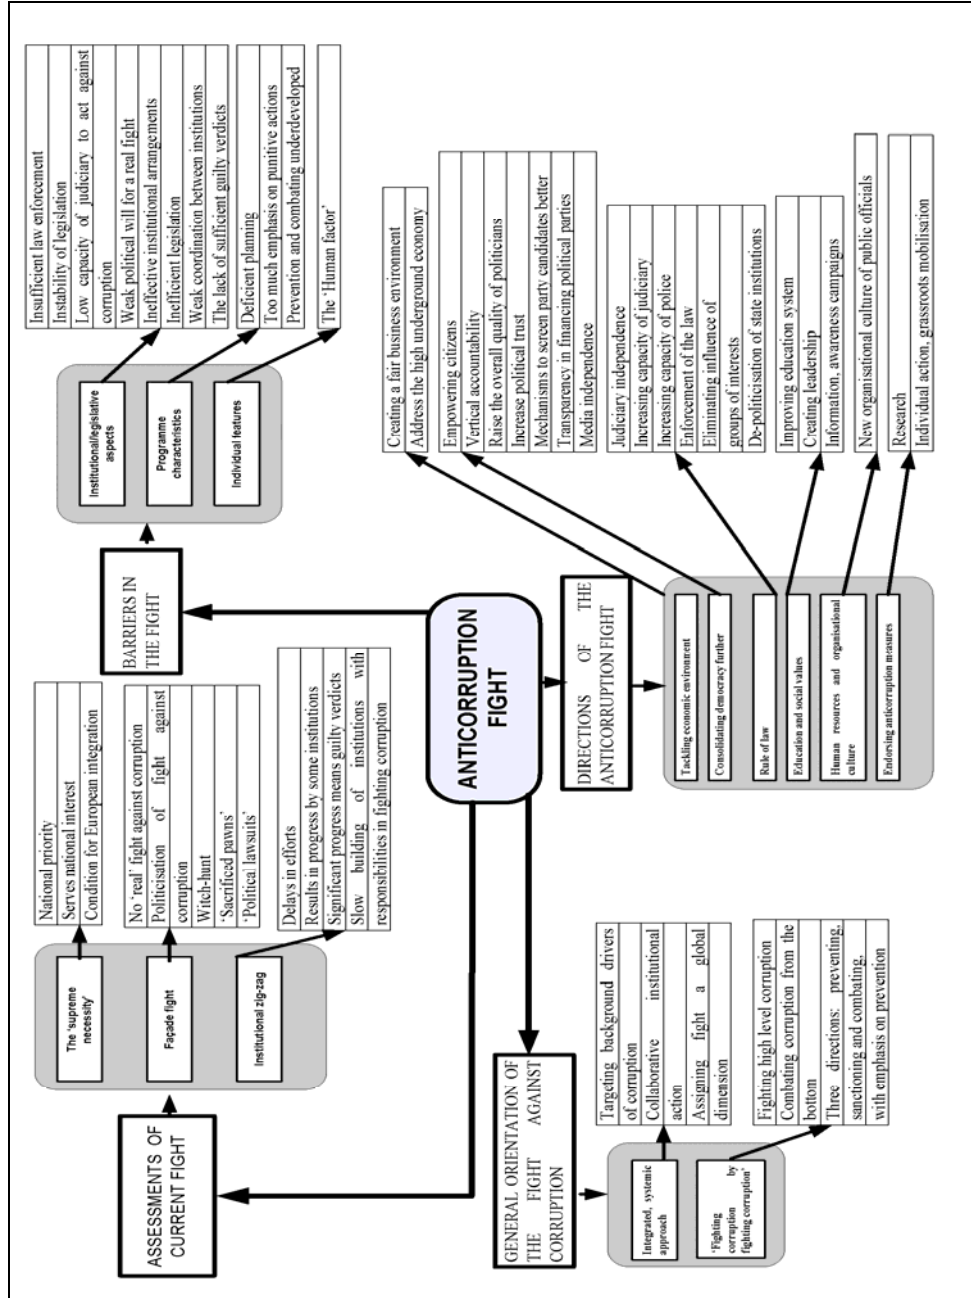 ANTICORRUPTION
FIGHT
ASSESSMENTS OF
CURRENT FIGHT
The 'supreme
necessity'
National priority
Serves national interest
Condition for European integration
Façade fight
No 'real' fight against corruption
Politicisation of fight against
corruption
Witch-hunt
'Sacrificed pawns'
'Political lawsuits'
Institutional zig-zag
Delays in efforts
Results in progress by some institutions
Significant progress means guilty verdicts
Slow building of institutions with
responsibilities in fighting corruption
BARRIERS IN
THE FIGHT
Institutional/legislative
aspects
Insufficient law enforcement
Instability of legislation
Low capacity of judiciary to act against
corruption
Weak political will for a real fight
Ineffective institutional arrangements
Inefficient legislation
Weak coordination between institutions
The lack of sufficient guilty verdicts
Programme
characteristics
Deficient planning
Too much emphasis on punitive actions
Prevention and combating underdeveloped
Individual features
The 'Human factor'
GENERAL ORIENTATION OF
THE FIGHT AGAINST
CORRUPTION
Integrated, systemic
approach
Targeting background drivers
of corruption
Collaborative institutional
action
Assigning fight a global
dimension
'Fighting
corruption by
fighting corruption'
Fighting high level corruption
Combating corruption from the
bottom
Three directions: preventing,
sanctioning and combating,
with emphasis on prevention
DIRECTIONS OF THE
ANTICORRUPTION FIGHT
Tackling economic environment
Creating a fair business environment
Address the high underground economy
Consolidating democracy further
Empowering citizens
Vertical accountability
Raise the overall quality of politicians
Increase political trust
Mechanisms to screen party candidates better
Transparency in financing political parties
Media independence
Rule of law
Judiciary independence
Increasing capacity of judiciary
Increasing capacity of police
Enforcement of the law
Eliminating influence of
groups of interests
De-politicisation of state institutions
Education and social values
Improving education system
Creating leadership
Information, awareness campaigns
Human resources and organisational
culture
New organisational culture of public officials
Endorsing anticorruption measures
Research
Individual action, grassroots mobilisation